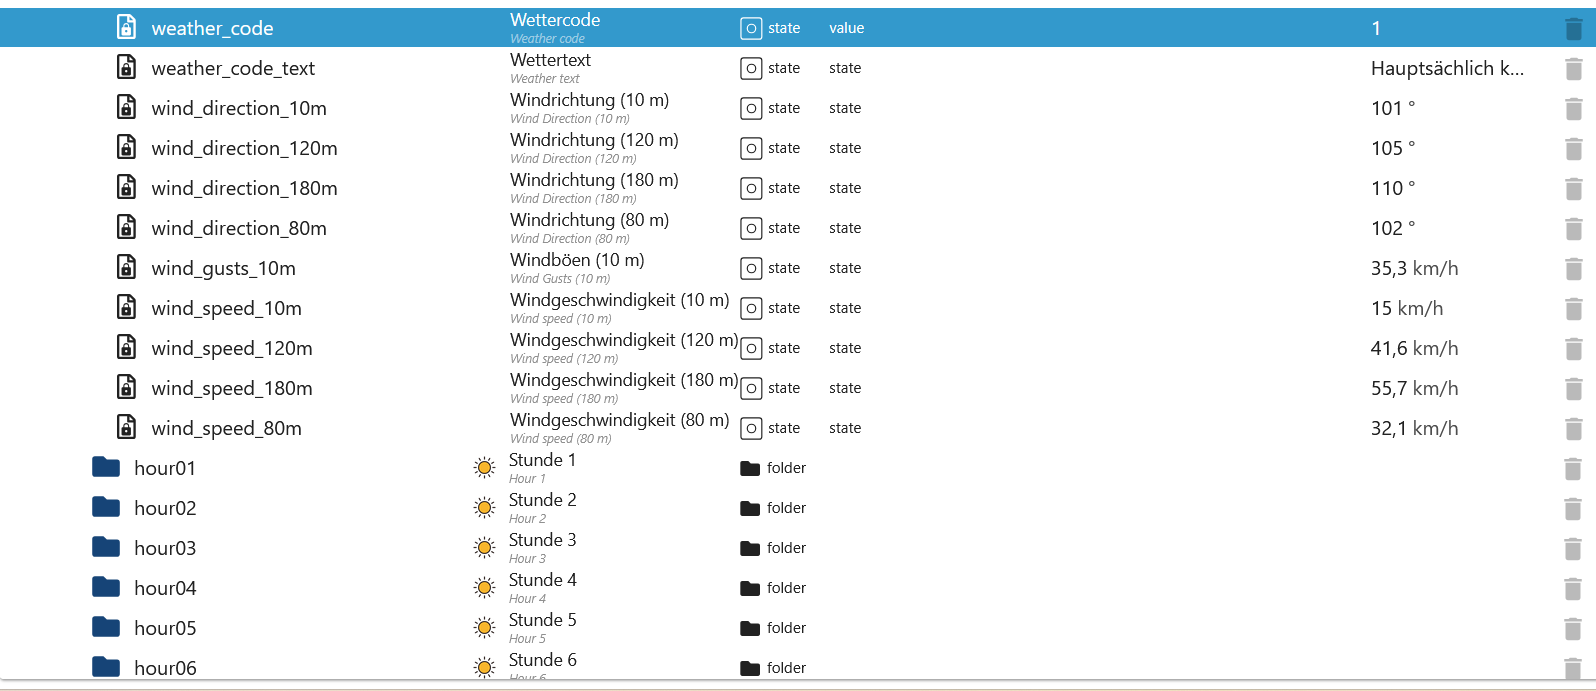 weather_code Wettercode state value 1
Weather code
weather_code_text Wettertext state state Hauptsächlich k...
Weather text
wind_direction_10m Windrichtung (10 m) state state 101 °
Wind Direction (10 m)
wind_direction_120m Windrichtung (120 m) state state 105 °
Wind Direction (120 m)
wind_direction_180m Windrichtung (180 m) state state 110 °
Wind Direction (180 m)
wind_direction_80m Windrichtung (80 m) state state 102 °
Wind Direction (80 m)
wind_gusts_10m Windböen (10 m) state state 35,3 km/h
Wind Gusts (10 m)
wind_speed_10m Windgeschwindigkeit (10 m) state state 15 km/h
Wind speed (10 m)
wind_speed_120m Windgeschwindigkeit (120 m) state state 41,6 km/h
Wind speed (120 m)
wind_speed_180m Windgeschwindigkeit (180 m) state state 55,7 km/h
Wind speed (180 m)
wind_speed_80m Windgeschwindigkeit (80 m) state state 32,1 km/h
Wind speed (80 m)
hour01 Stunde 1 folder
Hour 1
hour02 Stunde 2 folder
Hour 2
hour03 Stunde 3 folder
Hour 3
hour04 Stunde 4 folder
Hour 4
hour05 Stunde 5 folder
Hour 5
hour06 Stunde 6 folder
Hour 6